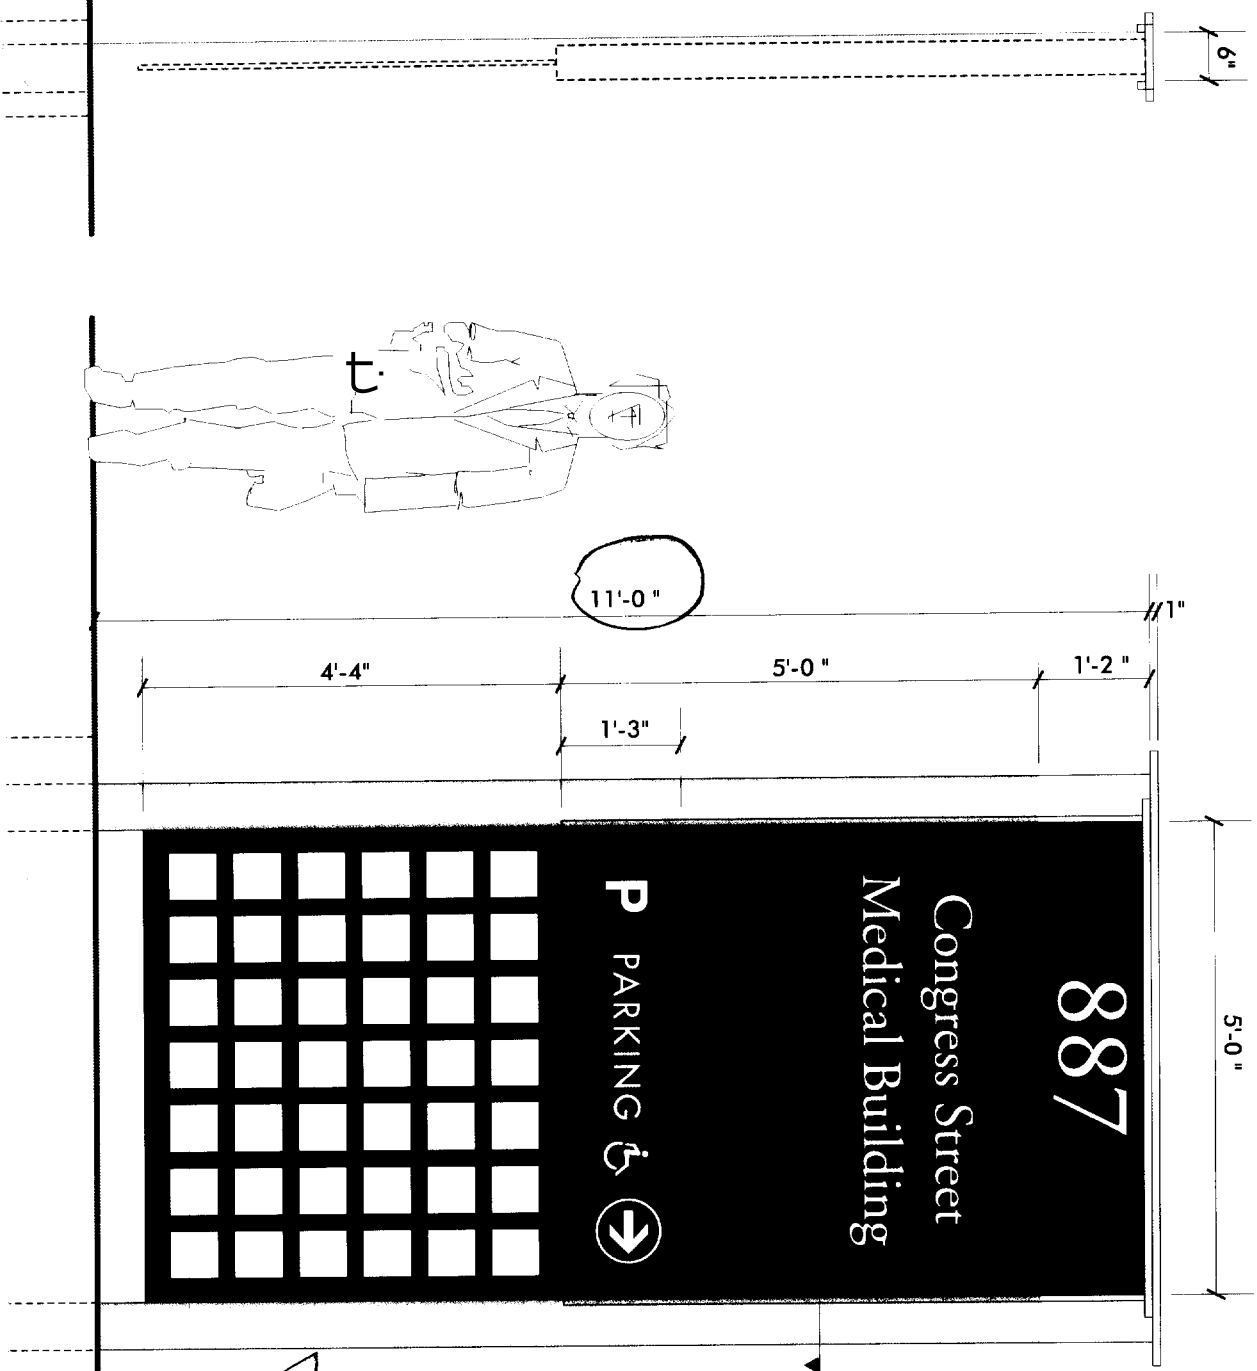 6"
t.
11'-0 "
1"
4'-4"
5'-0 "
1'-2 "
1'-3"
5'-0 "
887
Congress Street
Medical Building
P PARKING